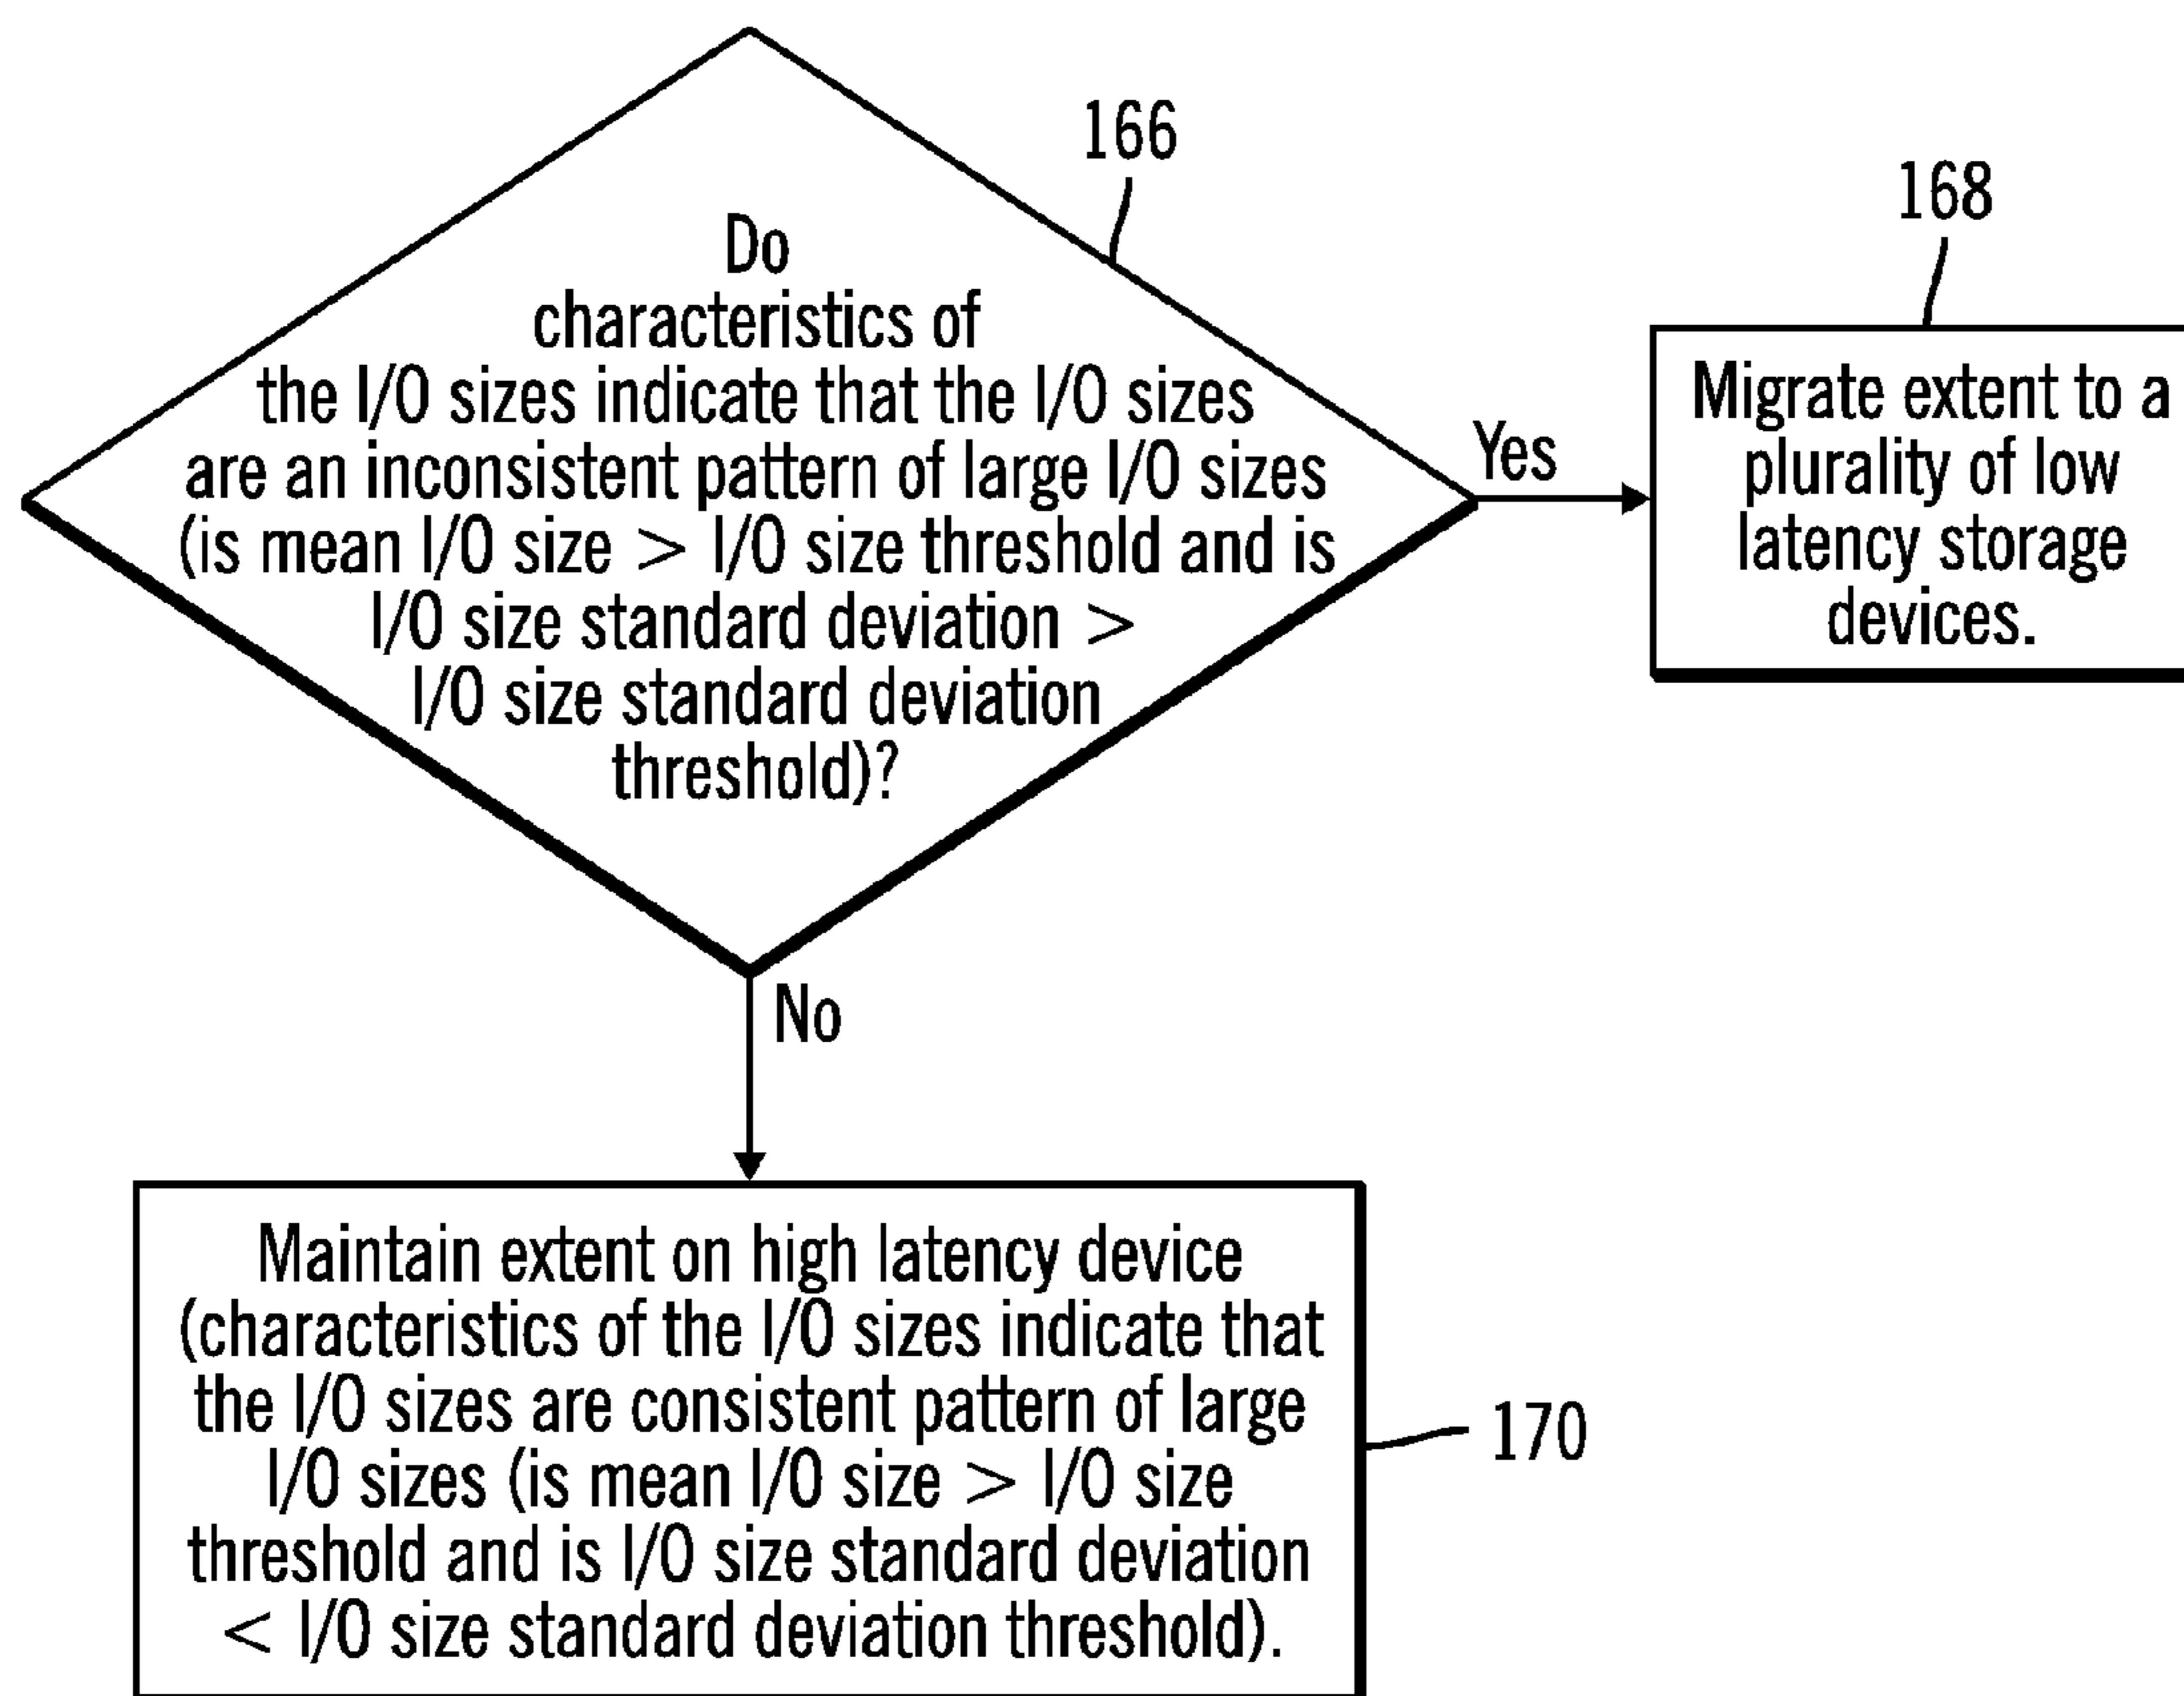 166
Do
characteristics of
the I/O sizes indicate that the I/O sizes
are an inconsistent pattern of large I/O sizes
(is mean I/O size > I/O size threshold and is
I/O size standard deviation >
I/O size standard deviation
threshold)?
Yes
168
Migrate extent to a
plurality of low
latency storage
devices.
No
Maintain extent on high latency device
(characteristics of the I/O sizes indicate that
the I/O sizes are consistent pattern of large
I/O sizes (is mean I/O size > I/O size
threshold and is I/O size standard deviation
< I/O size standard deviation threshold).
170